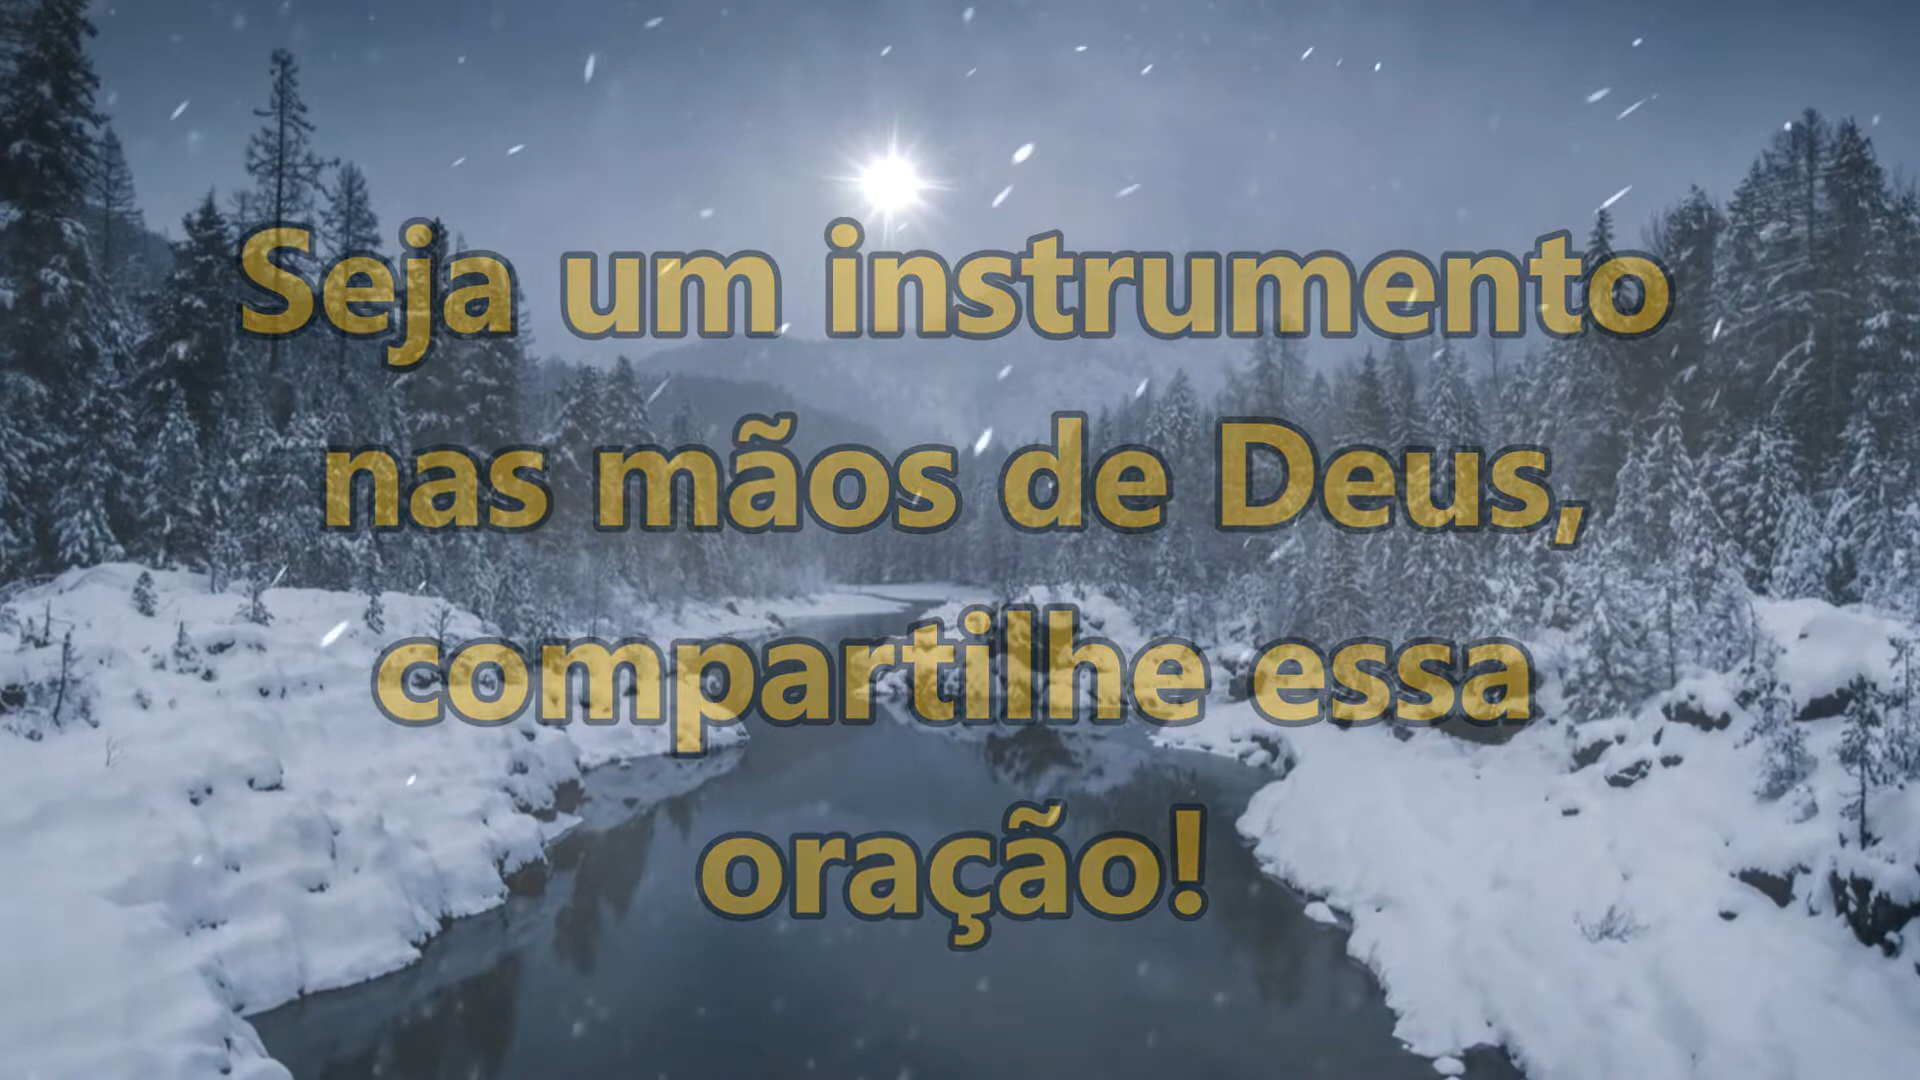 Seja um instrumento
nas mãos de Deus,
compartilhe essa
oração!